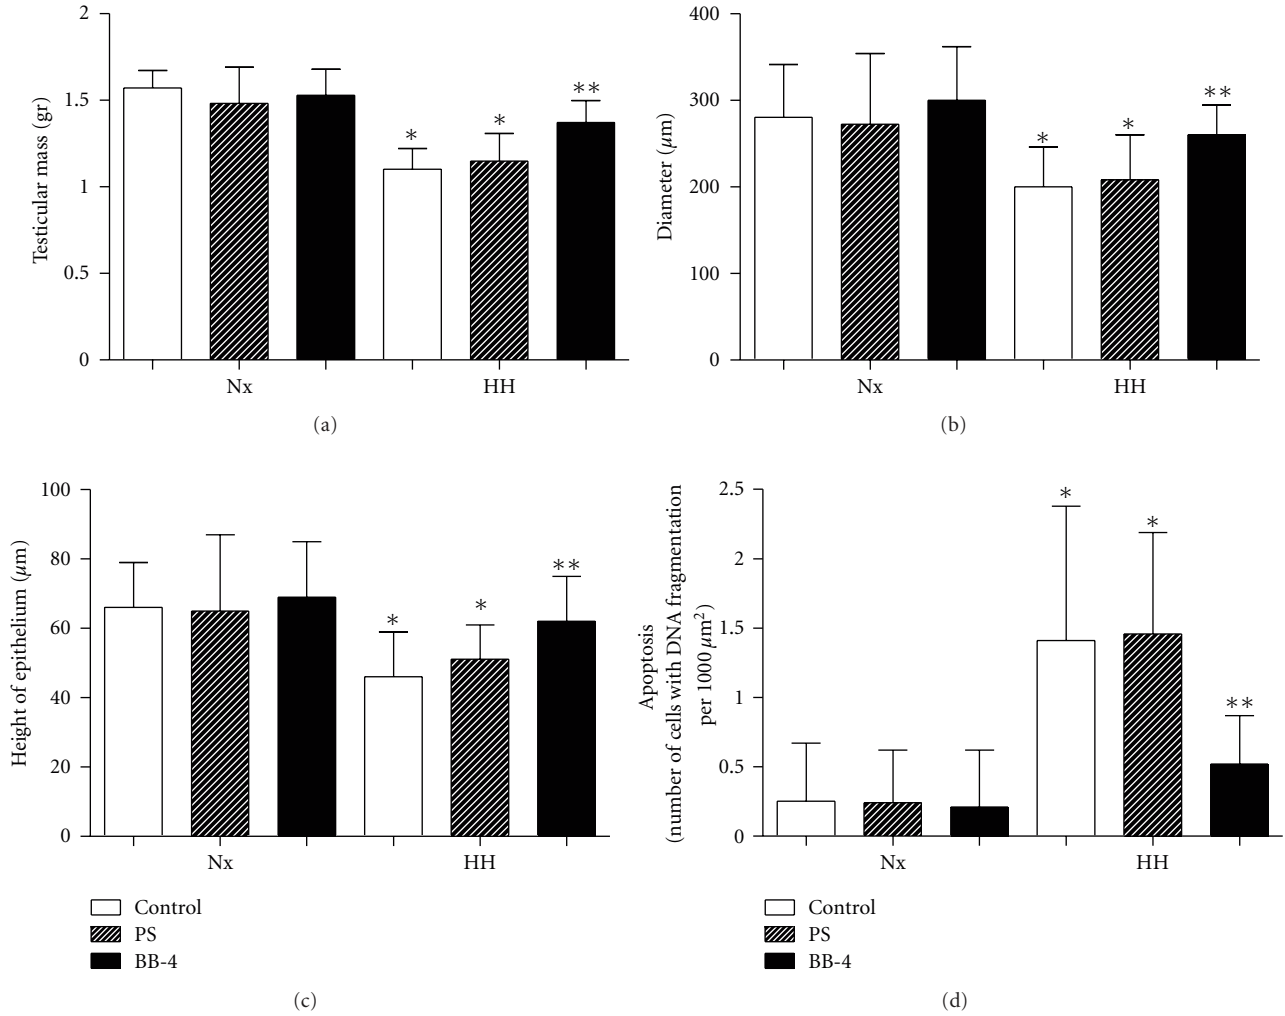 Testicular mass (gr)
2
1.5
1
0.5
0
*
*
**
Nx
HH
(a)
Diameter (μm)
400
300
200
100
0
*
*
**
Nx
HH
(b)
Height of epithelium (μm)
100
80
60
40
20
0
*
*
**
Nx
HH
Control
PS
BB-4
(c)
Apoptosis
(number of cells with DNA fragmentation
per 1000 μm²)
2.5
2
1.5
1
0.5
0
*
*
**
Nx
HH
Control
PS
BB-4
(d)